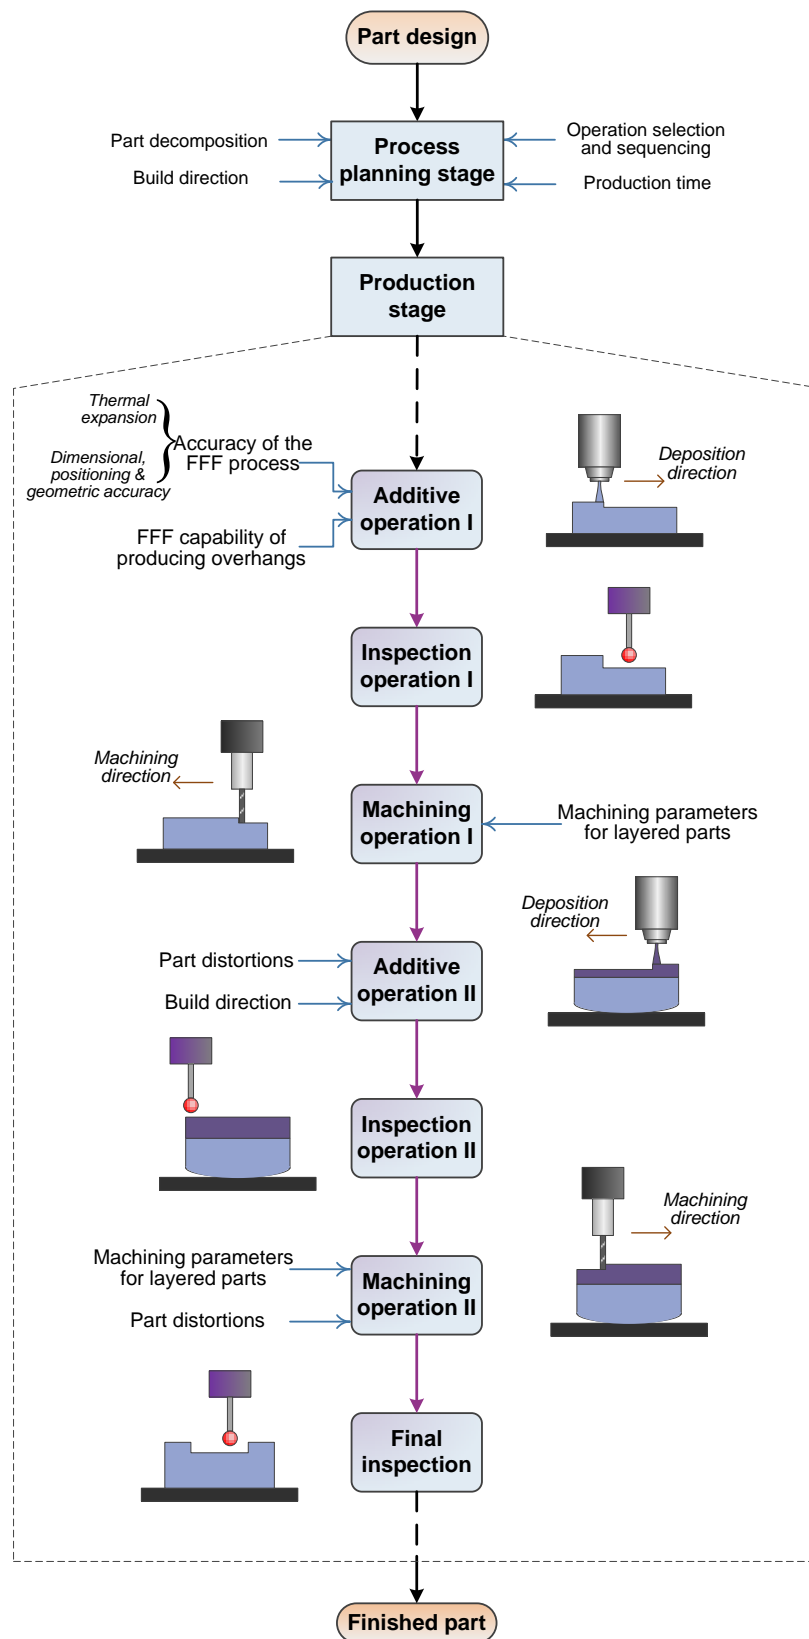 Part design
Part decomposition
Build direction
Process
planning stage
Operation selection
and sequencing
Production time
Production
stage
Thermal
expansion
Dimensional,
positioning &
geometric accuracy
Accuracy of the
FFF process
FFF capability of
producing overhangs
Additive
operation I
Deposition
direction
Inspection
operation I
Machining
direction
Machining
operation I
Machining parameters
for layered parts
Deposition
direction
Part distortions
Build direction
Additive
operation II
Inspection
operation II
Machining
direction
Machining parameters
for layered parts
Part distortions
Machining
operation II
Final
inspection
Finished part